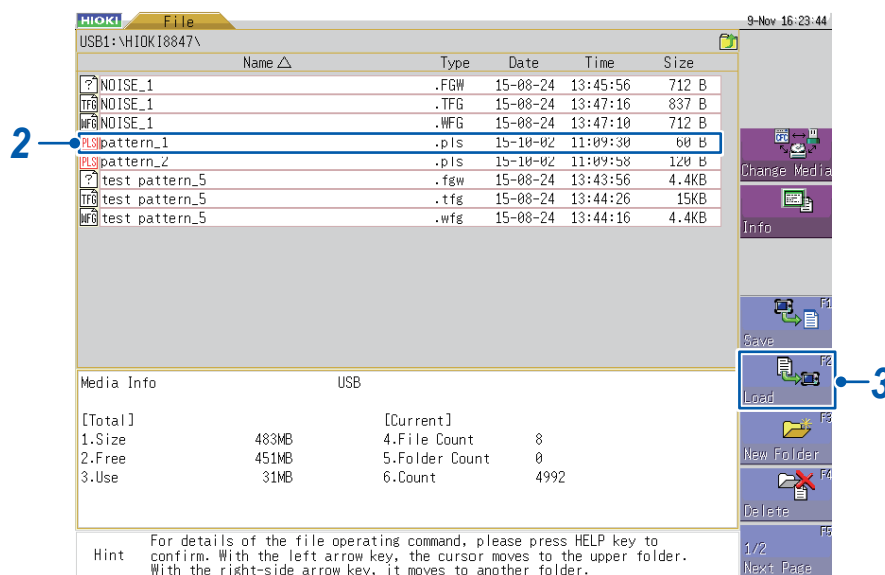 HIOKI File 9-Nov 16:23:44
USB1:\HIOKI8847\
Name △ Type Date Time Size
? NOISE_1 .FGW 15-08-24 13:45:56 712 B
TFG NOISE_1 .TFG 15-08-24 13:47:16 837 B
WFG NOISE_1 .WFG 15-08-24 13:47:10 712 B
2
PLS pattern_1 .pls 15-10-02 11:09:30 60 B
PLS pattern_2 .pls 15-10-02 11:09:58 120 B
? test pattern_5 .fgw 15-08-24 13:43:56 4.4KB
TFG test pattern_5 .tfg 15-08-24 13:44:26 15KB
WFG test pattern_5 .wfg 15-08-24 13:44:16 4.4KB
CFC
Change Media
Info
F1
Save
F2
Load
3
F3
New Folder
F4
Delete
F5
1/2
Next Page
Media Info USB
[Total] [Current]
1.Size 483MB 4.File Count 8
2.Free 451MB 5.Folder Count 0
3.Use 31MB 6.Count 4992
Hint
For details of the file operating command, please press HELP key to
confirm. With the left arrow key, the cursor moves to the upper folder.
With the right-side arrow key, it moves to another folder.